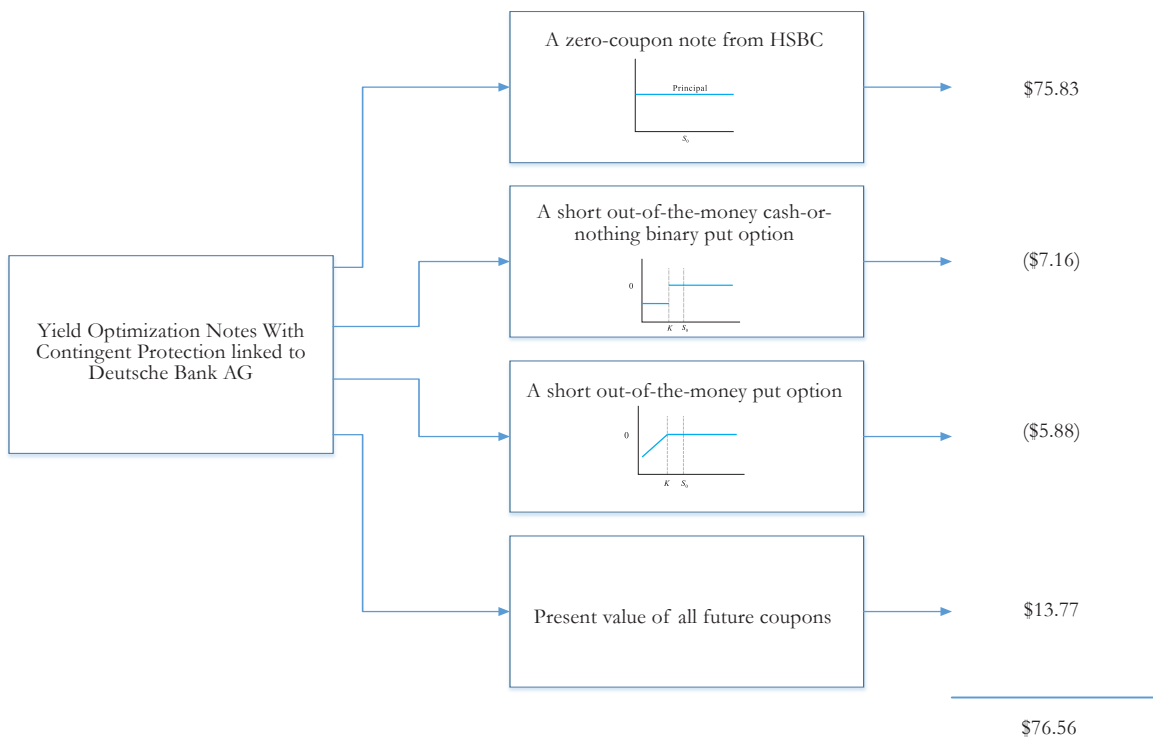 A zero-coupon note from HSBC
Principal
S₀
$75.83
A short out-of-the-money cash-or-
nothing binary put option
0
K S₀
($7.16)
Yield Optimization Notes With
Contingent Protection linked to
Deutsche Bank AG
A short out-of-the-money put option
0
K S₀
($5.88)
Present value of all future coupons
$13.77
$76.56